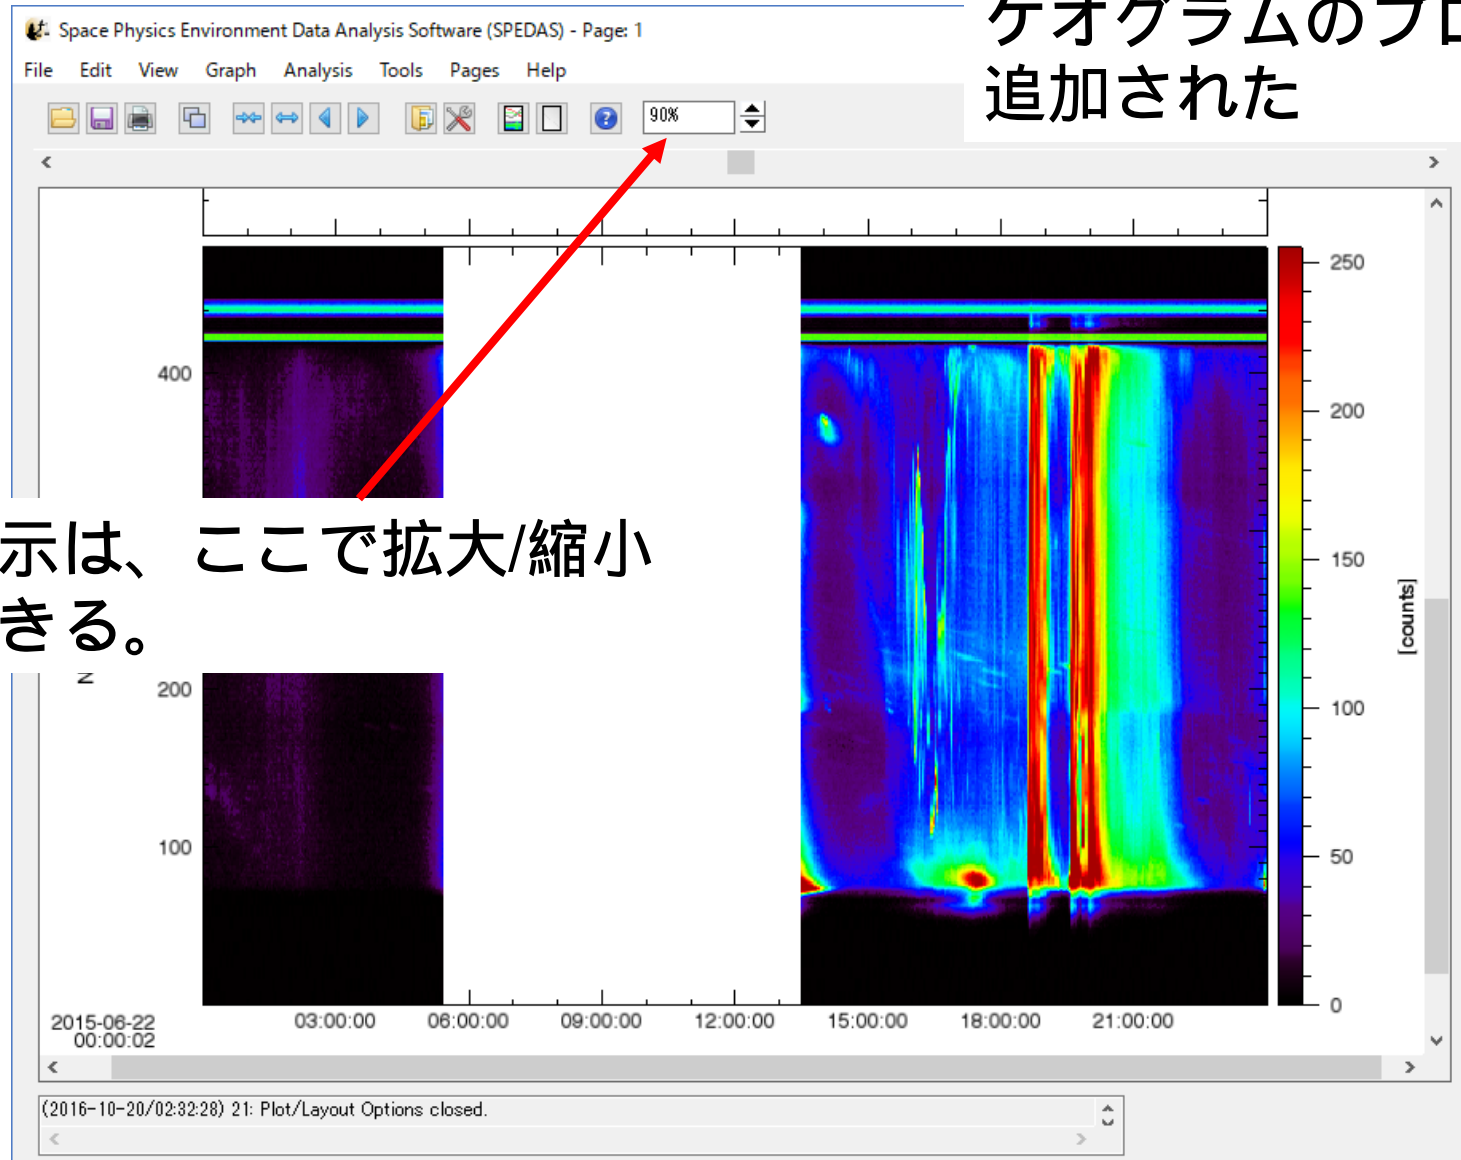 Space Physics Environment Data Analysis Software (SPEDAS) - Page: 1
ケオグラムのプロ
追加された
File Edit View Graph Analysis Tools Pages Help
90%
250
400
200
示は、ここで拡大/縮小
きる。
150
[counts]
N
200
100
100
50
0
2015-06-22
00:00:02
03:00:00 06:00:00 09:00:00 12:00:00 15:00:00 18:00:00 21:00:00
(2016-10-20/02:32:28) 21: Plot/Layout Options closed.